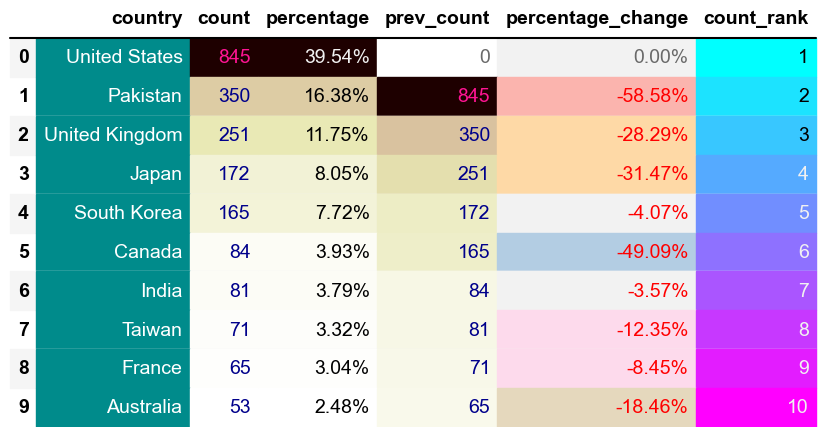 country count percentage prev_count percentage_change count_rank
0 United States 845 39.54% 0 0.00% 1
1 Pakistan 350 16.38% 845 -58.58% 2
2 United Kingdom 251 11.75% 350 -28.29% 3
3 Japan 172 8.05% 251 -31.47% 4
4 South Korea 165 7.72% 172 -4.07% 5
5 Canada 84 3.93% 165 -49.09% 6
6 India 81 3.79% 84 -3.57% 7
7 Taiwan 71 3.32% 81 -12.35% 8
8 France 65 3.04% 71 -8.45% 9
9 Australia 53 2.48% 65 -18.46% 10